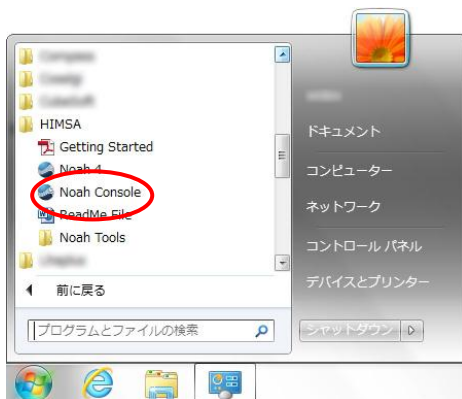 HIMSA
Getting Started
Noah 4
Noah Console
ReadMe File
Noah Tools
前に戻る
プログラムとファイルの検索
ドキュメント
コンピューター
ネットワーク
コントロール パネル
デバイスとプリンター
シャットダウン